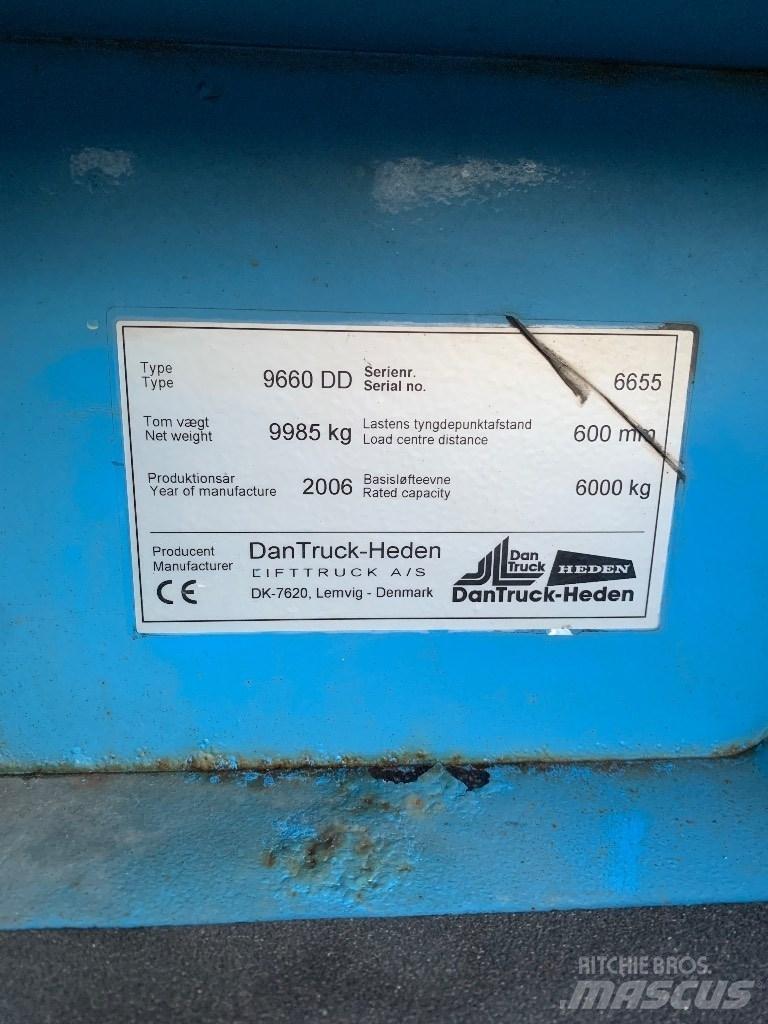 Type
Type
9660 DD
Serienr.
Serial no.
6655
Tom vægt
Net weight
9985 kg
Lastens tyngdepunktafstand
Load centre distance
600 mm
Produktionsår
Year of manufacture
2006
Basisløfteevne
Rated capacity
6000 kg
Producent
Manufacturer
CE
DanTruck-Heden
LIFTTRUCK A/S
DK-7620, Lemvig - Denmark
Dan
Truck
HEDEN
DanTruck-Heden
RITCHIE BROS.
MASCUS